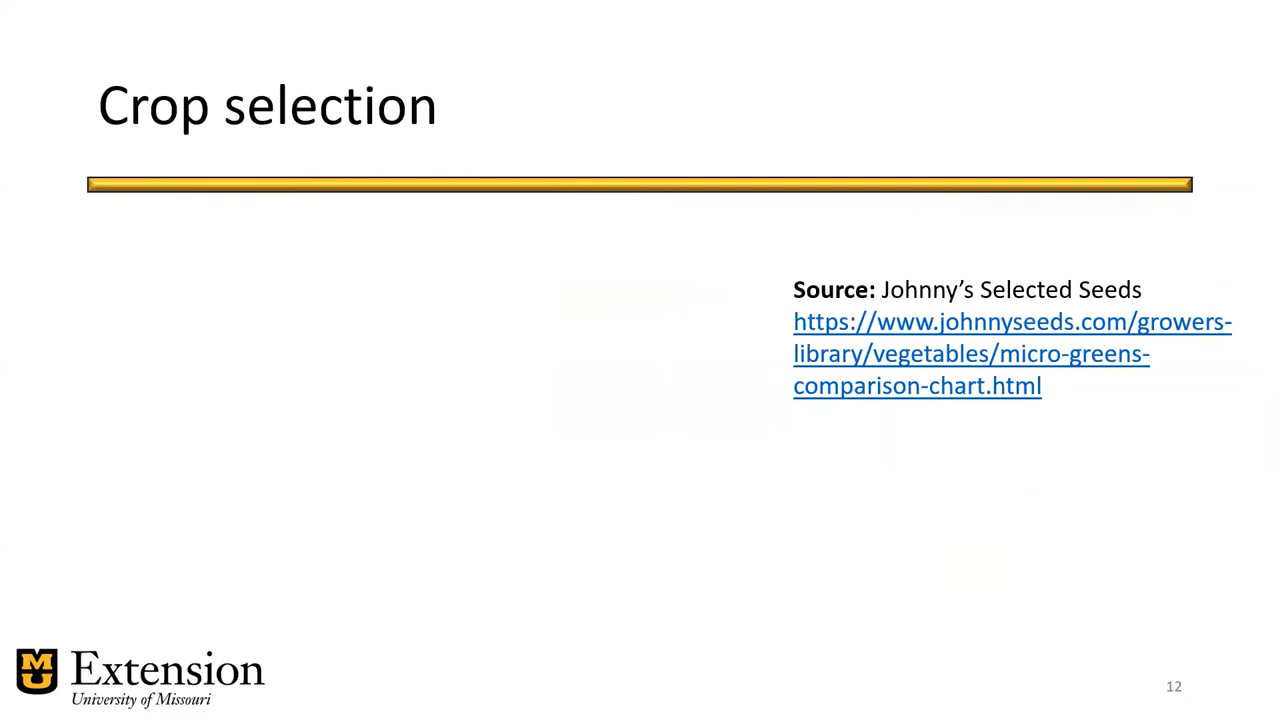 Crop selection
Source: Johnny’s Selected Seeds
https://www.johnnyseeds.com/growers-
library/vegetables/micro-greens-
comparison-chart.html
MU
Extension
University of Missouri
12